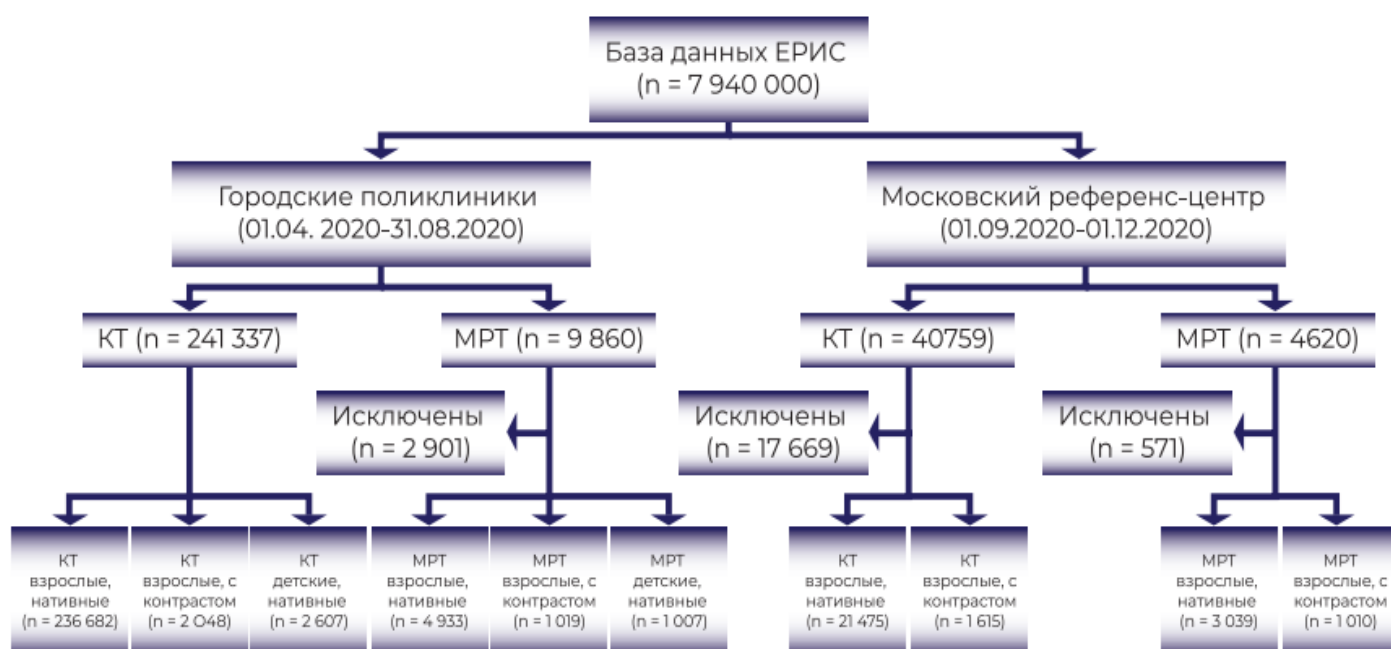 База данных ЕРИС
(n = 7 940 000)
Городские поликлиники
(01.04. 2020-31.08.2020)
Московский референс-центр
(01.09.2020-01.12.2020)
КТ (n = 241 337)
МРТ (n = 9 860)
КТ (n = 40759)
МРТ (n = 4620)
Исключены
(n = 2 901)
Исключены
(n = 17 669)
Исключены
(n = 571)
КТ
взрослые,
нативные
(n = 236 682)
КТ
взрослые, с
контрастом
(n = 2 O48)
КТ
детские,
нативные
(n = 2 607)
МРТ
взрослые,
нативные
(n = 4 933)
МРТ
взрослые, с
контрастом
(n = 1 019)
МРТ
детские,
нативные
(n = 1 007)
КТ
взрослые,
нативные
(n = 21 475)
КТ
взрослые, с
контрастом
(n = 1 615)
МРТ
взрослые,
нативные
(n = 3 039)
МРТ
взрослые, с
контрастом
(n = 1 010)